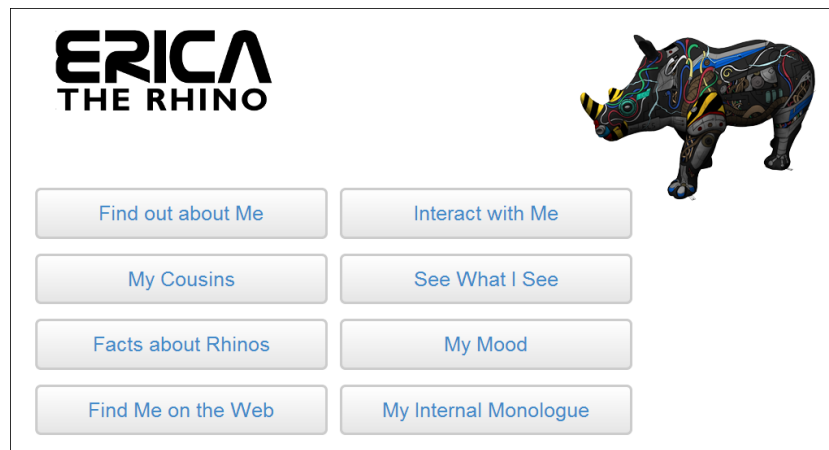 ERICA
THE RHINO
Find out about Me
Interact with Me
My Cousins
See What I See
Facts about Rhinos
My Mood
Find Me on the Web
My Internal Monologue